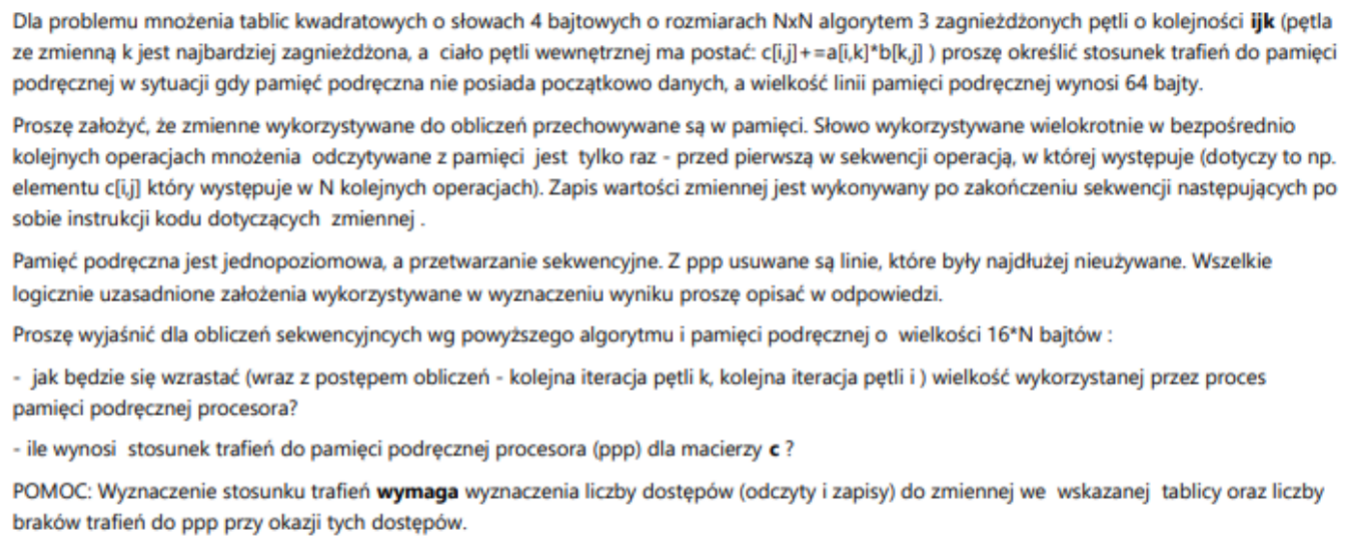 Dla problemu mnożenia tablic kwadratowych o słowach 4 bajtowych o rozmiarach NxN algorytem 3 zagnieżdżonych pętli o kolejności ijk (pętla
ze zmienną k jest najbardziej zagnieżdżona, a ciało pętli wewnętrznej ma postać: c[i,j]+=a[i,k]*b[k,j] ) proszę określić stosunek trafień do pamięci
podręcznej w sytuacji gdy pamięć podręczna nie posiada początkowo danych, a wielkość linii pamięci podręcznej wynosi 64 bajty.
Proszę założyć, że zmienne wykorzystywane do obliczeń przechowywane są w pamięci. Słowo wykorzystywane wielokrotnie w bezpośrednio
kolejnych operacjach mnożenia odczytywane z pamięci jest tylko raz - przed pierwszą w sekwencji operacją, w której występuje (dotyczy to np.
elementu c[i,j] który występuje w N kolejnych operacjach). Zapis wartości zmiennej jest wykonywany po zakończeniu sekwencji następujących po
sobie instrukcji kodu dotyczących zmiennej .
Pamięć podręczna jest jednopoziomowa, a przetwarzanie sekwencyjne. Z ppp usuwane są linie, które były najdłużej nieużywane. Wszelkie
logicznie uzasadnione założenia wykorzystywane w wyznaczeniu wyniku proszę opisać w odpowiedzi.
Proszę wyjaśnić dla obliczeń sekwencyjncych wg powyższego algorytmu i pamięci podręcznej o wielkości 16*N bajtów :
- jak będzie się wzrastać (wraz z postępem obliczeń - kolejna iteracja pętli k, kolejna iteracja pętli i ) wielkość wykorzystanej przez proces
pamięci podręcznej procesora?
- ile wynosi stosunek trafień do pamięci podręcznej procesora (ppp) dla macierzy c ?
POMOC: Wyznaczenie stosunku trafień wymaga wyznaczenia liczby dostępów (odczyty i zapisy) do zmiennej we wskazanej tablicy oraz liczby
braków trafień do ppp przy okazji tych dostępów.